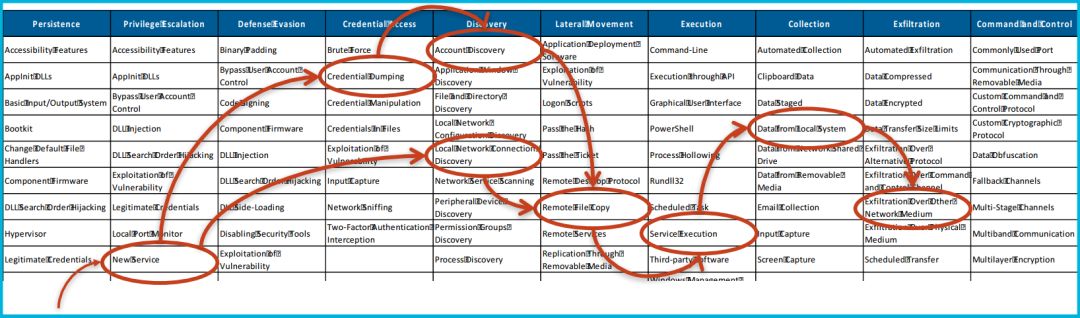 Persistence
Privilege Escalation
Defense Evasion
Credential Access
Discovery
Lateral Movement
Execution
Collection
Exfiltration
Command and Control
Accessibility Features
Accessibility Features
Binary Padding
Brute Force
Account Discovery
Application Deployment
Software
Command-Line
Automated Collection
Automated Exfiltration
Commonly Used Port
AppInit DLLs
AppInit DLLs
Bypass User Account
Control
Credential Dumping
Application Window
Discovery
Exploitation of
Vulnerability
Execution through API
Clipboard Data
Data Compressed
Communication Through
Removable Media
Basic Input/Output System
Bypass User Account
Control
Code Signing
Credential Manipulation
File and Directory
Discovery
Logon Scripts
Graphical User Interface
Data Staged
Data Encrypted
Custom Command and
Control Protocol
Bootkit
DLL Injection
Component Firmware
Credentials in Files
Local Network
Configuration Discovery
Pass the Hash
PowerShell
Data from Local System
Data Transfer Size Limits
Custom Cryptographic
Protocol
Change Default File
Handlers
DLL Search Order Hijacking
DLL Injection
Exploitation of
Vulnerability
Local Network Connections
Discovery
Pass the Ticket
Process Hollowing
Data from Network Shared
Drive
Exfiltration Over
Alternative Protocol
Data Obfuscation
Component Firmware
Exploitation of
Vulnerability
DLL Search Order Hijacking
Input Capture
Network Service Scanning
Remote Desktop Protocol
Rundll32
Data from Removable
Media
Exfiltration Over Command
and Control Channel
Fallback Channels
DLL Search Order Hijacking
Legitimate Credentials
DLL Side-Loading
Network Sniffing
Peripheral Device
Discovery
Remote File Copy
Scheduled Task
Email Collection
Exfiltration Over Other
Network Medium
Multi-Stage Channels
Hypervisor
Local Port Monitor
Disabling Security Tools
Two-Factor Authentication
Interception
Permission Groups
Discovery
Remote Services
Service Execution
Input Capture
Exfiltration Over Physical
Medium
Multiband Communication
Legitimate Credentials
New Service
Exploitation of
Vulnerability
Process Discovery
Replication Through
Removable Media
Third-party Software
Screen Capture
Scheduled Transfer
Multilayer Encryption
Windows Management